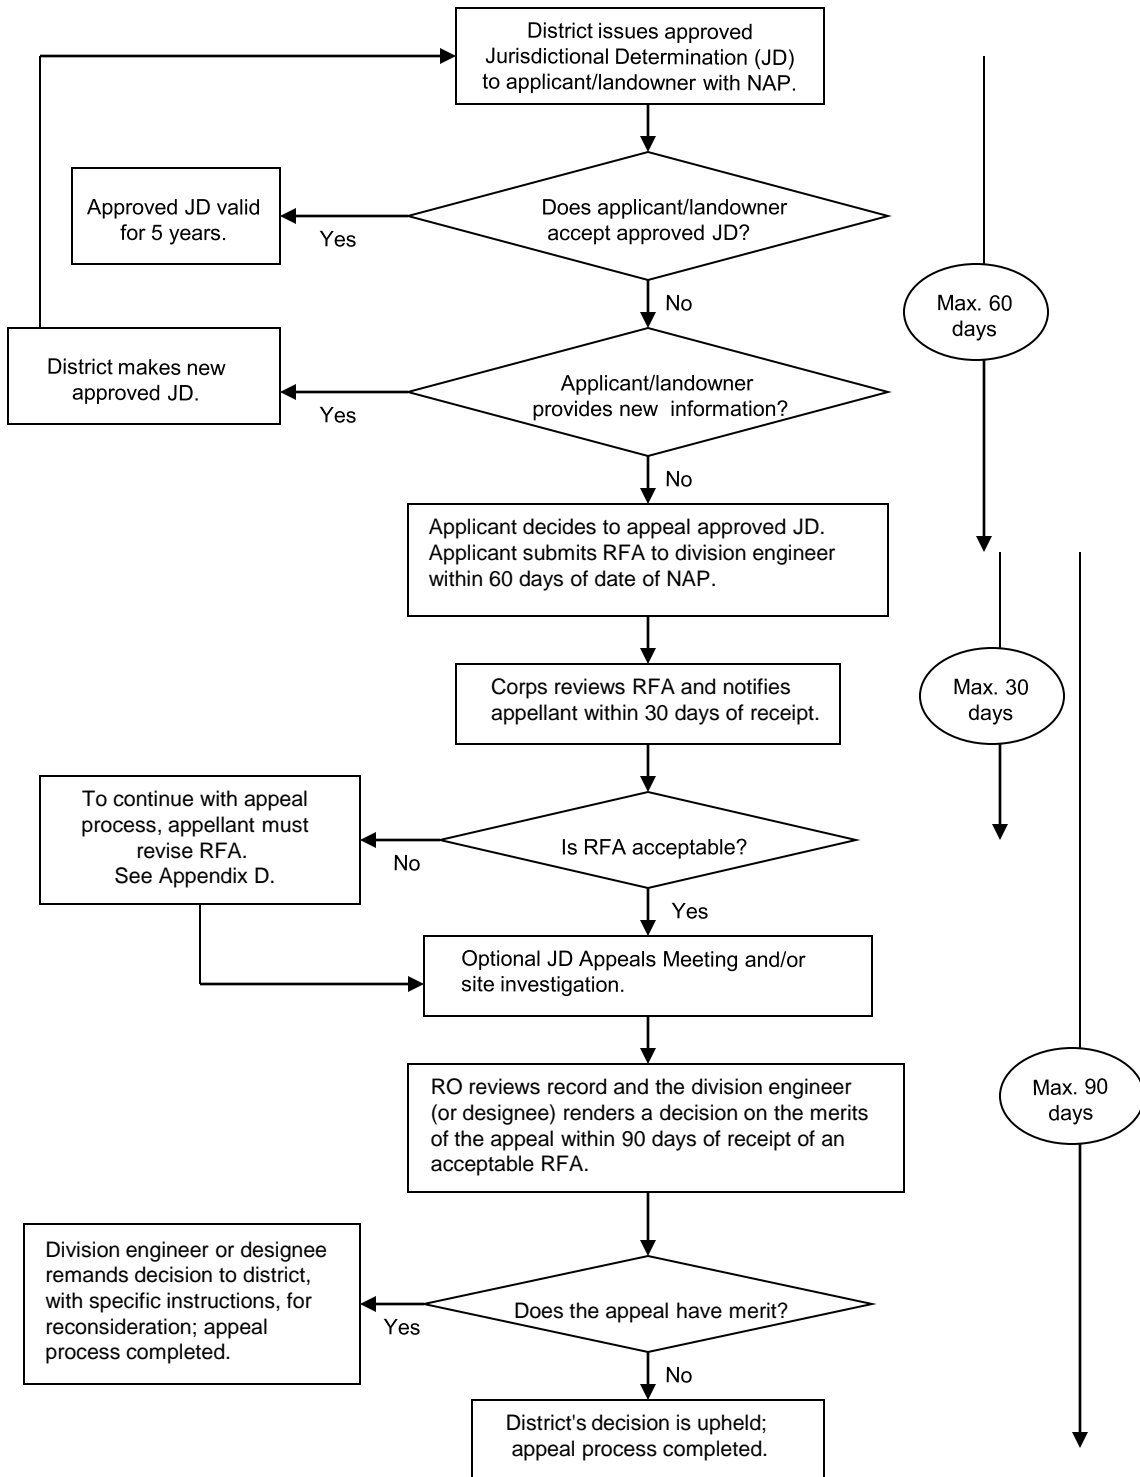 District issues approved
Jurisdictional Determination (JD)
to applicant/landowner with NAP.
Approved JD valid
for 5 years.
Yes
Does applicant/landowner
accept approved JD?
No
Max. 60
days
District makes new
approved JD.
Yes
Applicant/landowner
provides new information?
No
Applicant decides to appeal approved JD.
Applicant submits RFA to division engineer
within 60 days of date of NAP.
Corps reviews RFA and notifies
appellant within 30 days of receipt.
Max. 30
days
To continue with appeal
process, appellant must
revise RFA.
See Appendix D.
No
Is RFA acceptable?
Yes
Optional JD Appeals Meeting and/or
site investigation.
RO reviews record and the division engineer
(or designee) renders a decision on the merits
of the appeal within 90 days of receipt of an
acceptable RFA.
Max. 90
days
Division engineer or designee
remands decision to district,
with specific instructions, for
reconsideration; appeal
process completed.
Yes
Does the appeal have merit?
No
District's decision is upheld;
appeal process completed.